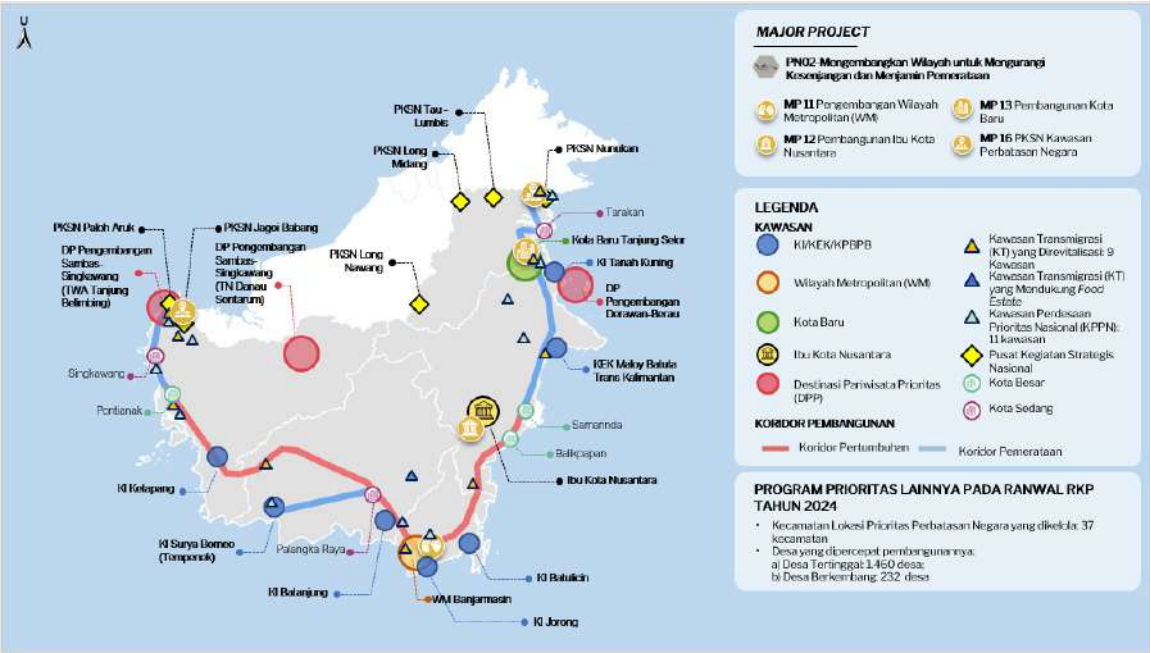 U
MAJOR PROJECT
PN02-Mengembangkan Wilayah untuk Mengurangi
Kesenjangan dan Menjamin Pemerataan
MP 11 Pengembangan Wilayah
Metropolitan (WM)
MP 13 Pembangunan Kota
Baru
MP 12 Pembangunan Ibu Kota
Nusantara
MP 16 PKSN Kawasan
Perbatasan Negara
PKSN Tau -
Lumbis
PKSN Long
Midang
PKSN Nunukan
Tarakan
Kota Baru Tanjung Selor
KI Tanah Kuning
DP
Pengembangan
Derawan-Berau
PKSN Paloh Aruk
PKSN Jagoi Babang
DP Pengembangan
Sambas-
Singkawang
(TWA Tanjung
Belimbing)
DP Pengembangan
Sambas-
Singkawang
(TN Danau
Sentarum)
PKSN Long
Nawang
Singkawang
Pontianak
KEK Maloy Batuta
Trans Kalimantan
Samarinda
Balikpapan
Ibu Kota Nusantara
KI Ketapang
KI Surya Borneo
(Tempenek)
Palangka Raya
KI Batanjung
WM Banjarmasin
KI Batulicin
KI Jorong
LEGENDA
KAWASAN
KI/KEK/KPBPB
Wilayah Metropolitan (WM)
Kota Baru
Ibu Kota Nusantara
Destinasi Pariwisata Prioritas
(DPP)
Kawasan Transmigrasi
(KT) yang Direvitalisasi: 9
Kawasan
Kawasan Transmigrasi (KT)
yang Mendukung Food
Estate
Kawasan Perdesaan
Prioritas Nasional (KPPN):
11 kawasan
Pusat Kegiatan Strategis
Nasional
Kota Besar
Kota Sedang
KORIDOR PEMBANGUNAN
Koridor Pertumbuhan
Koridor Pemerataan
PROGRAM PRIORITAS LAINNYA PADA RANWAL RKP
TAHUN 2024
• Kecamatan Lokasi Prioritas Perbatasan Negara yang dikelola: 37
kecamatan
• Desa yang dipercepat pembangunannya:
a) Desa Tertinggal: 1.460 desa;
b) Desa Berkembang: 232 desa